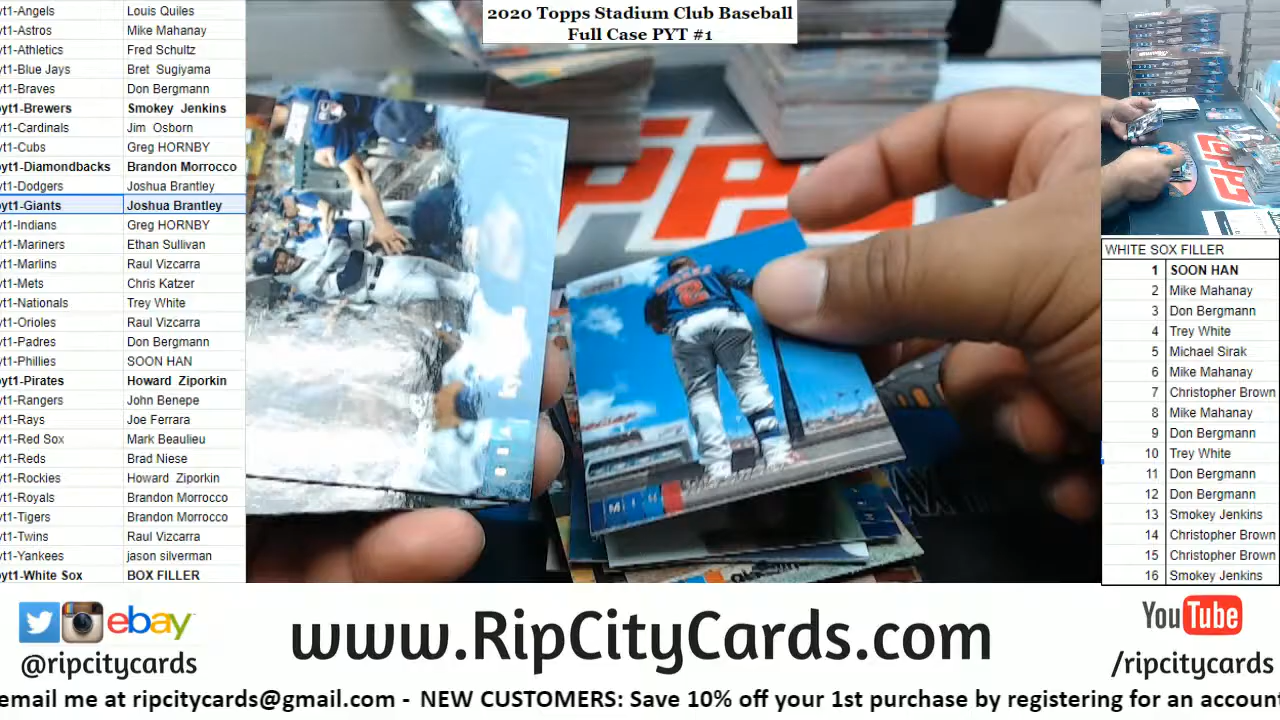 2020 Topps Stadium Club Baseball
Full Case PYT #1
yt1-Angels Louis Quiles
yt1-Astros Mike Mahanay
yt1-Athletics Fred Schultz
yt1-Blue Jays Bret Sugiyama
yt1-Braves Don Bergmann
yt1-Brewers Smokey Jenkins
yt1-Cardinals Jim Osborn
yt1-Cubs Greg HORNBY
yt1-Diamondbacks Brandon Morrocco
yt1-Dodgers Joshua Brantley
yt1-Giants Joshua Brantley
yt1-Indians Greg HORNBY
yt1-Mariners Ethan Sullivan
yt1-Marlins Raul Vizcarra
yt1-Mets Chris Katzer
yt1-Nationals Trey White
yt1-Orioles Raul Vizcarra
yt1-Padres Don Bergmann
yt1-Phillies SOON HAN
yt1-Pirates Howard Ziporkin
yt1-Rangers John Benepe
yt1-Rays Joe Ferrara
yt1-Red Sox Mark Beaulieu
yt1-Reds Brad Niese
yt1-Rockies Howard Ziporkin
yt1-Royals Brandon Morrocco
yt1-Tigers Brandon Morrocco
yt1-Twins Raul Vizcarra
yt1-Yankees jason silverman
yt1-White Sox BOX FILLER
2
WHITE SOX FILLER
1 SOON HAN
2 Mike Mahanay
3 Don Bergmann
4 Trey White
5 Michael Sirak
6 Mike Mahanay
7 Christopher Brown
8 Mike Mahanay
9 Don Bergmann
10 Trey White
11 Don Bergmann
12 Don Bergmann
13 Smokey Jenkins
14 Christopher Brown
15 Christopher Brown
16 Smokey Jenkins
ebay
@ripcitycards
www.RipCityCards.com
YouTube
/ripcitycards
email me at ripcitycards@gmail.com - NEW CUSTOMERS: Save 10% off your 1st purchase by registering for an account